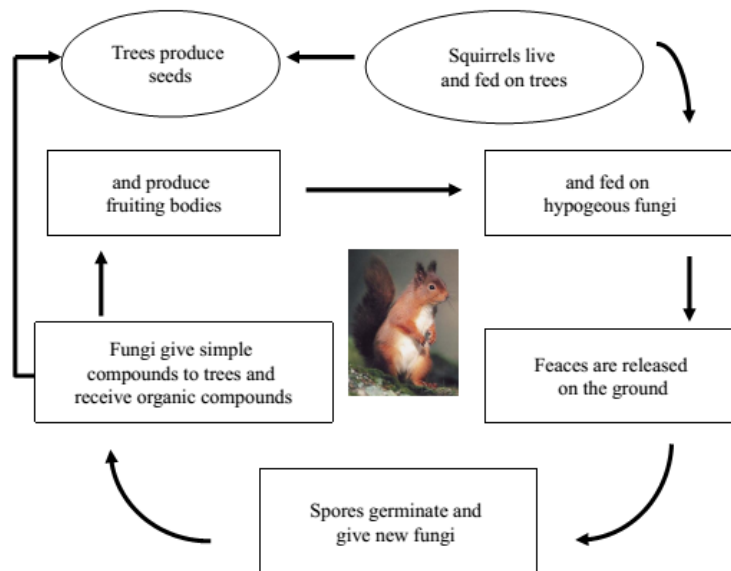 Trees produce
seeds
Squirrels live
and fed on trees
and produce
fruiting bodies
and fed on
hypogeous fungi
Fungi give simple
compounds to trees and
receive organic compounds
Feaces are released
on the ground
Spores germinate and
give new fungi